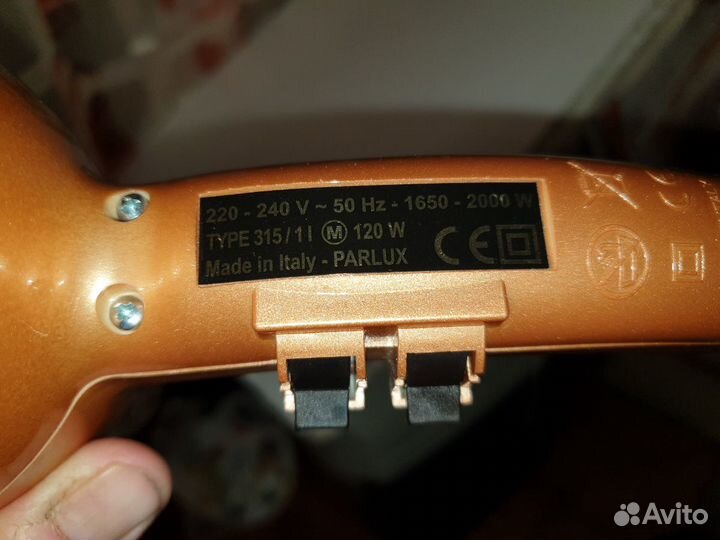 220 - 240 V ~ 50 Hz - 1650 - 2000 W
TYPE 315 / 1 I Ⓜ 120 W
Made in Italy - PARLUX
CE
Avito